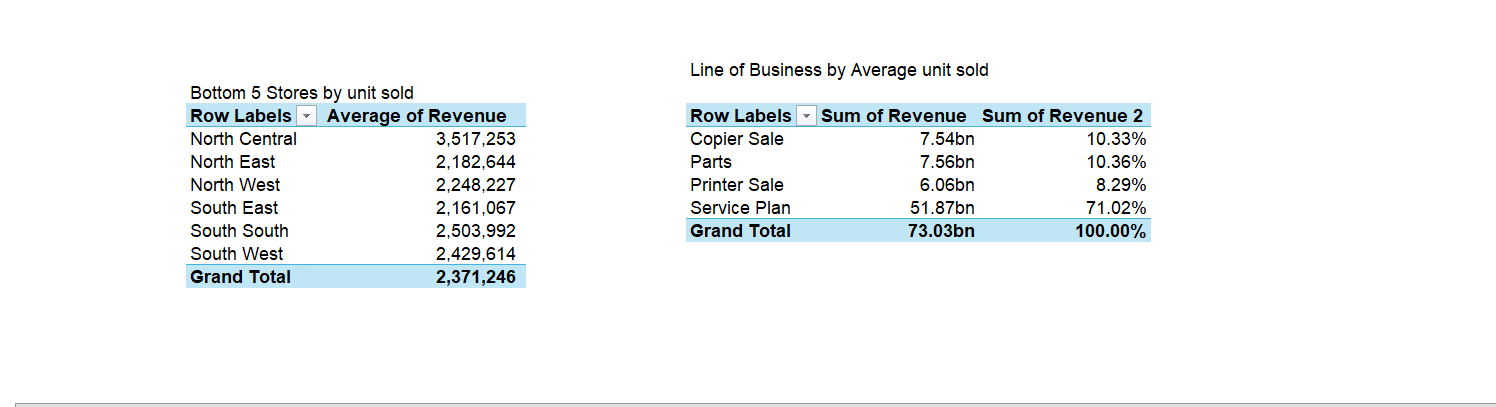 Line of Business by Average unit sold
Bottom 5 Stores by unit sold
Row Labels Average of Revenue
North Central 3,517,253
North East 2,182,644
North West 2,248,227
South East 2,161,067
South South 2,503,992
South West 2,429,614
Grand Total 2,371,246
Row Labels Sum of Revenue Sum of Revenue 2
Copier Sale 7.54bn 10.33%
Parts 7.56bn 10.36%
Printer Sale 6.06bn 8.29%
Service Plan 51.87bn 71.02%
Grand Total 73.03bn 100.00%